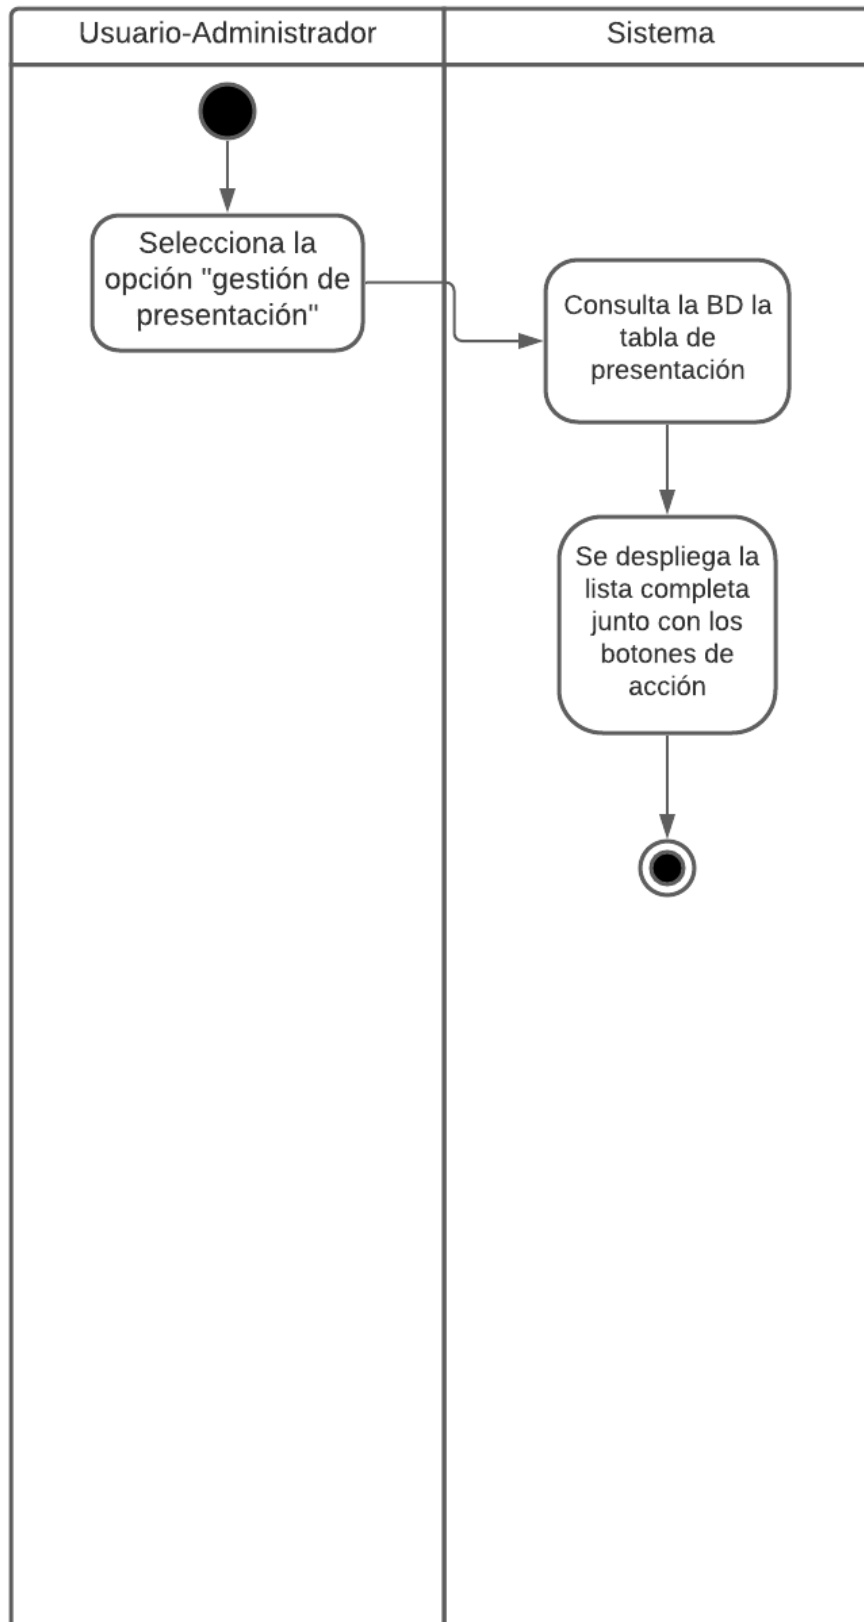 Usuario-Administrador
Sistema
Selecciona la
opción "gestión de
presentación"
Consulta la BD la
tabla de
presentación
Se despliega la
lista completa
junto con los
botones de
acción